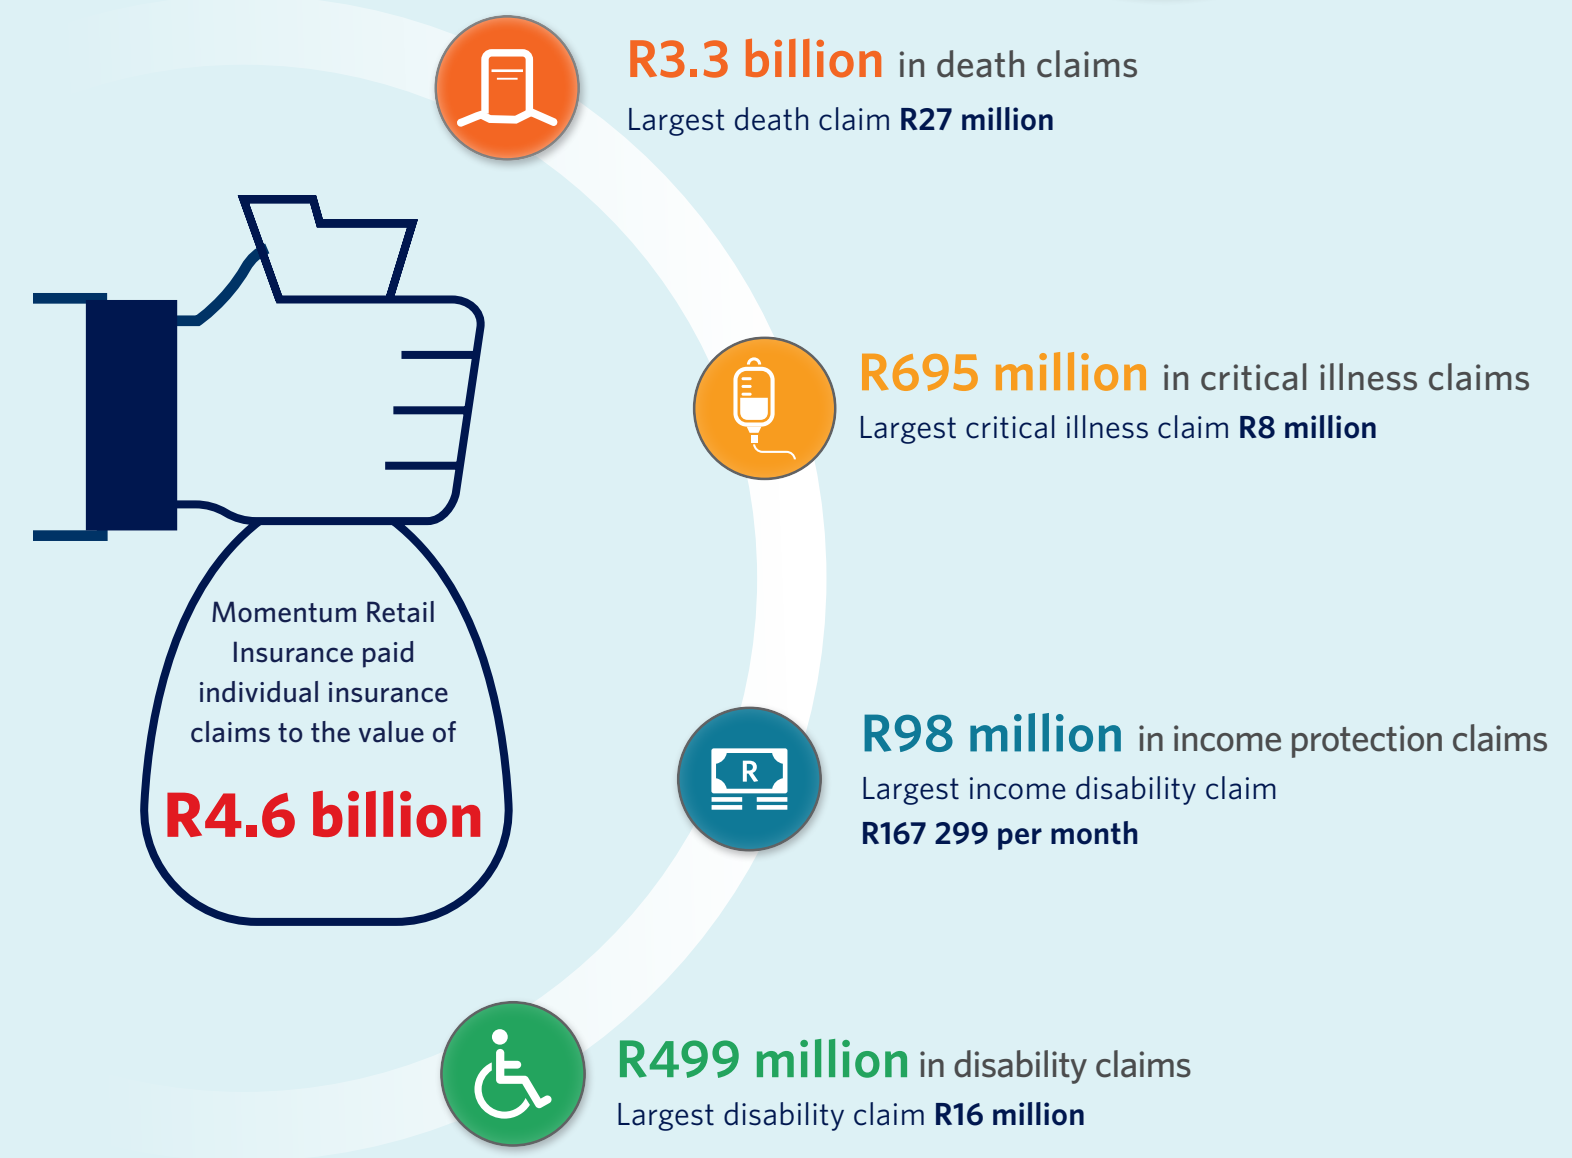 R3.3 billion in death claims
Largest death claim R27 million
R695 million in critical illness claims
Largest critical illness claim R8 million
Momentum Retail
Insurance paid
individual insurance
claims to the value of
R4.6 billion
R98 million in income protection claims
Largest income disability claim
R167 299 per month
R
R499 million in disability claims
Largest disability claim R16 million